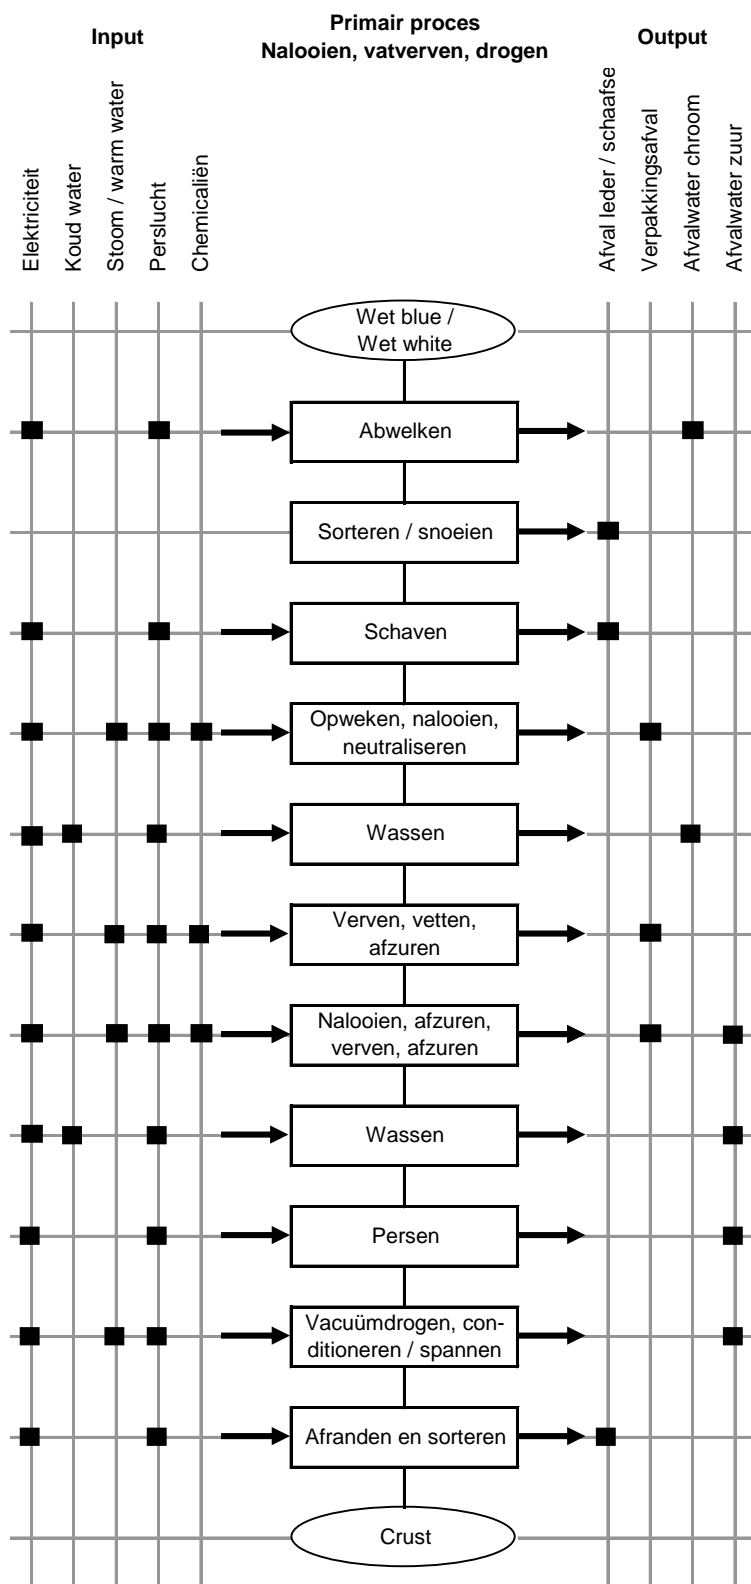 Input
Primair proces
Nalooien, vatverven, drogen
Output
Elektriciteit
Koud water
Stoom / warm water
Perslucht
Chemicaliën
Afval leder / schaafse
Verpakkingsafval
Afvalwater chroom
Afvalwater zuur
Wet blue /
Wet white
Abwelken
Sorteren / snoeien
Schaven
Opweken, nalooien,
neutraliseren
Wassen
Verven, vetten,
afzuren
Nalooien, afzuren,
verven, afzuren
Wassen
Persen
Vacuümdrogen, con-
ditioneren / spannen
Afranden en sorteren
Crust